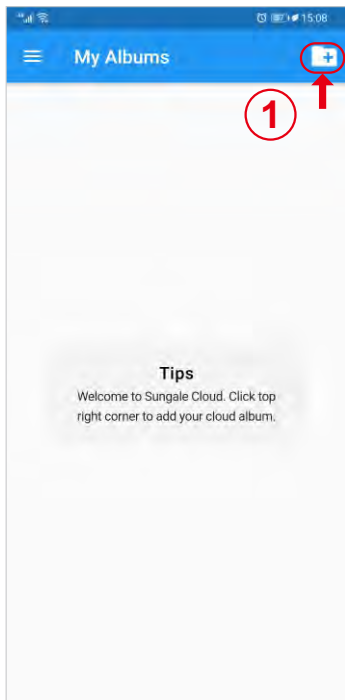 15:08
My Albums
1
Tips
Welcome to Sungale Cloud. Click top
right corner to add your cloud album.